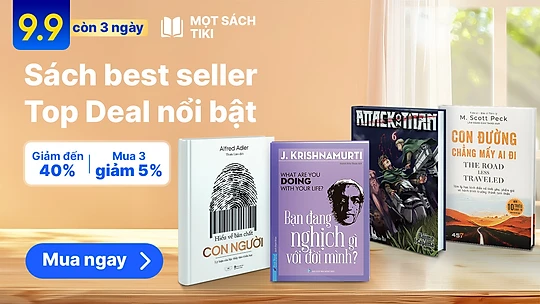 9.9
còn 3 ngày
MỌT SÁCH
TIKI
Sách best seller
Top Deal nổi bật
Giảm đến
40%
Mua 3
giảm 5%
Mua ngay
Alfred Adler
Hiểu về bản chất
CON NGƯỜI
J. KRISHNAMURTI
WHAT ARE YOU
DOING
WITH YOUR LIFE?
Bạn đang
nghịch gì
với đời mình?
ATTACK ON TITAN
6
M. Scott Peck
CON ĐƯỜNG
CHẲNG MẤY AI ĐI
THE ROAD
LESS
TRAVELED
10